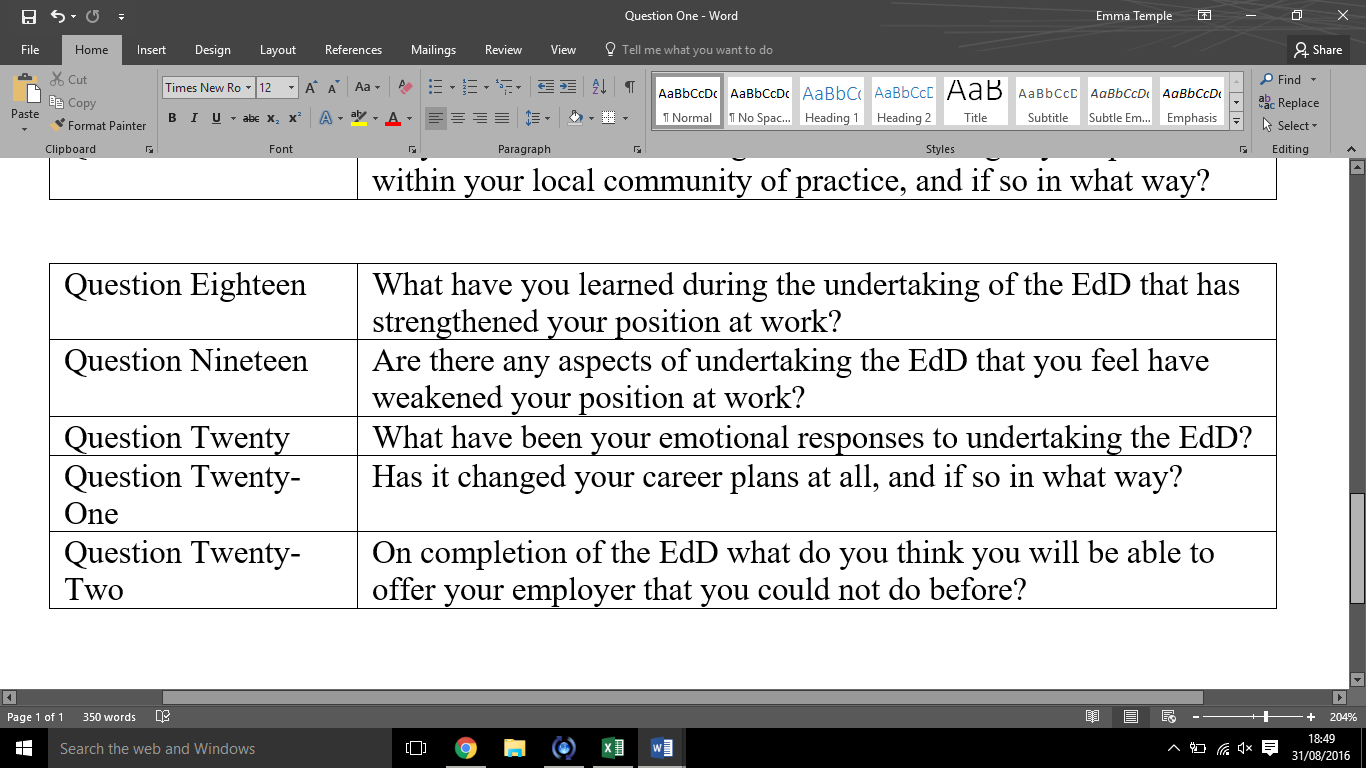 Question One - Word
Emma Temple
File Home Insert Design Layout References Mailings Review View Tell me what you want to do Share
Paste
Cut
Copy
Format Painter
Clipboard
Times New Ro 12
Font
Paragraph
AaBbCcDc AaBbCcDc AaBbCc AaBbCcD AaB AaBbCcD AaBbCcDc AaBbCcDc
¶ Normal ¶ No Spac... Heading 1 Heading 2 Title Subtitle Subtle Em... Emphasis
Styles
Find
Replace
Select
Editing
within your local community of practice, and if so in what way?
Question Eighteen
What have you learned during the undertaking of the EdD that has
strengthened your position at work?
Question Nineteen
Are there any aspects of undertaking the EdD that you feel have
weakened your position at work?
Question Twenty
What have been your emotional responses to undertaking the EdD?
Question Twenty-
One
Has it changed your career plans at all, and if so in what way?
Question Twenty-
Two
On completion of the EdD what do you think you will be able to
offer your employer that you could not do before?
Page 1 of 1 350 words
204%
Search the web and Windows
18:49
31/08/2016